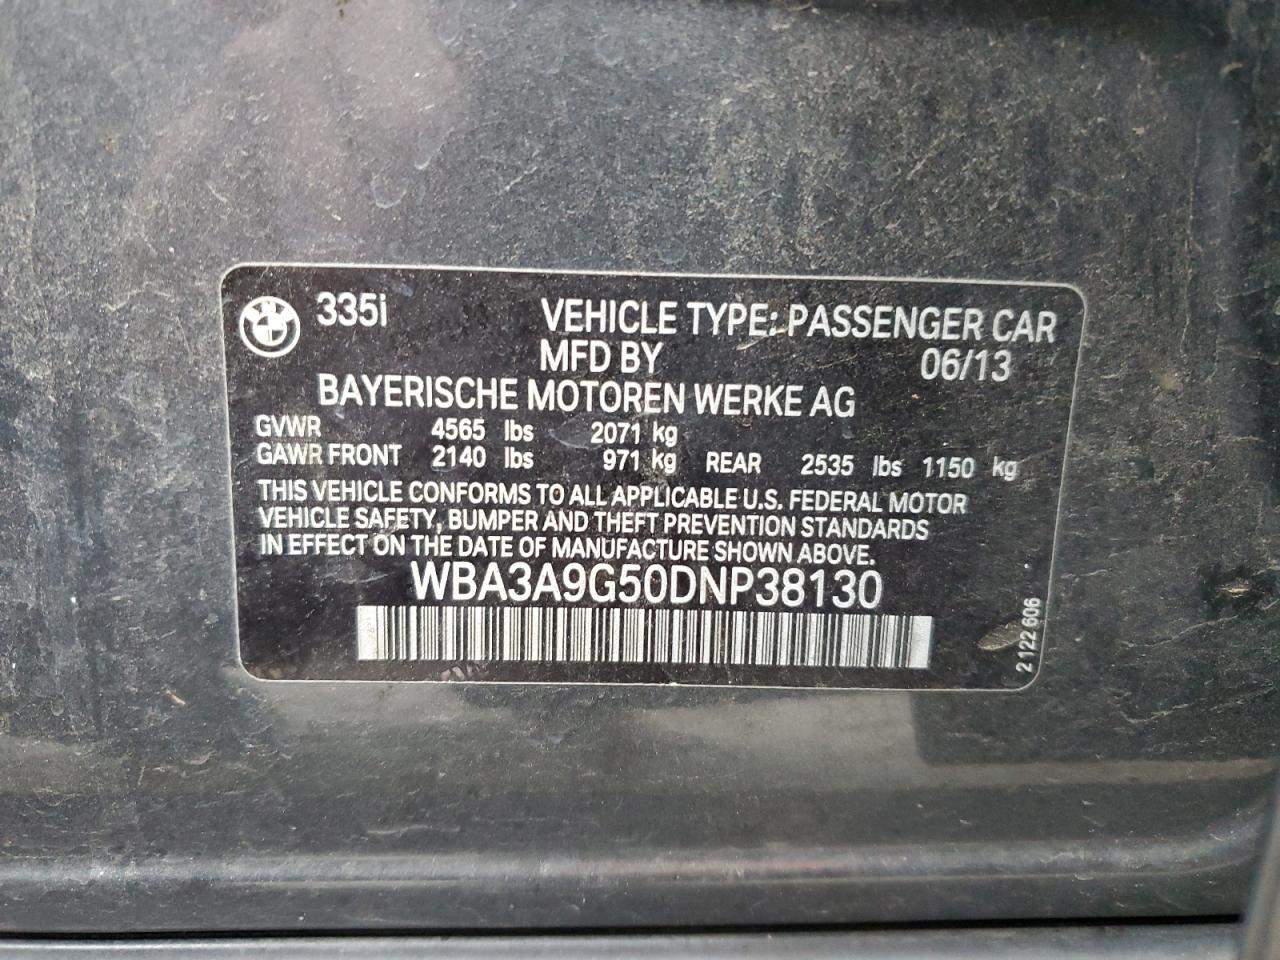 335i VEHICLE TYPE: PASSENGER CAR
MFD BY 06/13
BAYERISCHE MOTOREN WERKE AG
GVWR 4565 lbs 2071 kg
GAWR FRONT 2140 lbs 971 kg REAR 2535 lbs 1150 kg
THIS VEHICLE CONFORMS TO ALL APPLICABLE U.S. FEDERAL MOTOR
VEHICLE SAFETY, BUMPER AND THEFT PREVENTION STANDARDS
IN EFFECT ON THE DATE OF MANUFACTURE SHOWN ABOVE.
WBA3A9G50DNP38130
2 122 606